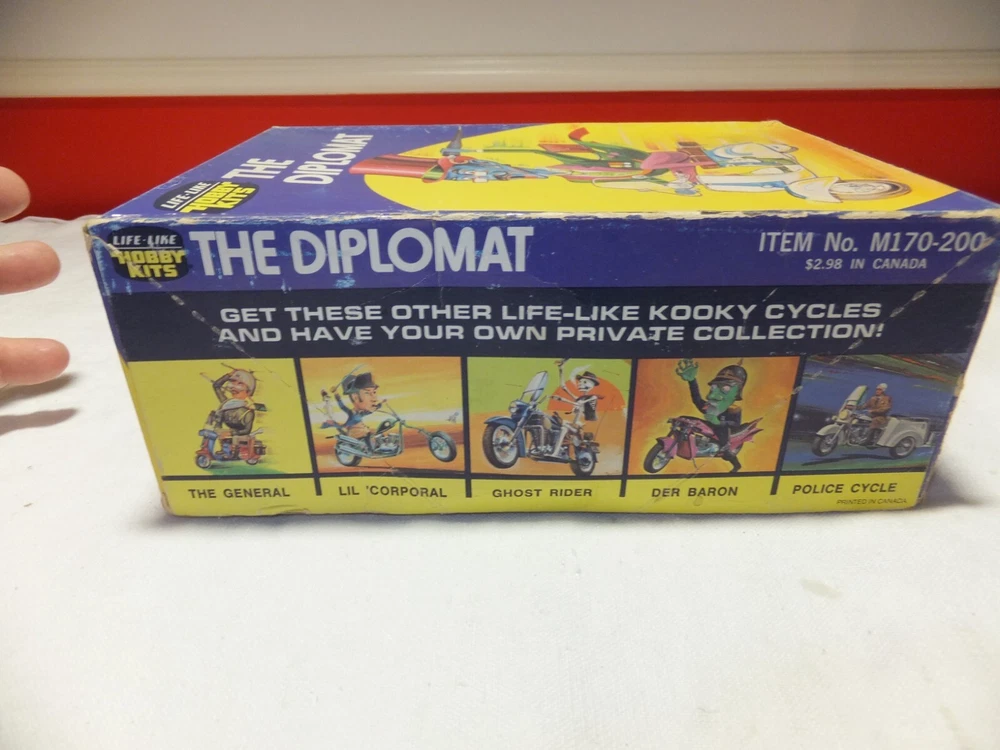 LIFE-LIKE
HOBBY
KITS
THE
DIPLOMAT
LIFE-LIKE
HOBBY
KITS
THE DIPLOMAT
ITEM No. M170-200
$2.98 IN CANADA
GET THESE OTHER LIFE-LIKE KOOKY CYCLES
AND HAVE YOUR OWN PRIVATE COLLECTION!
THE GENERAL
LIL 'CORPORAL
GHOST RIDER
DER BARON
POLICE CYCLE
PRINTED IN CANADA